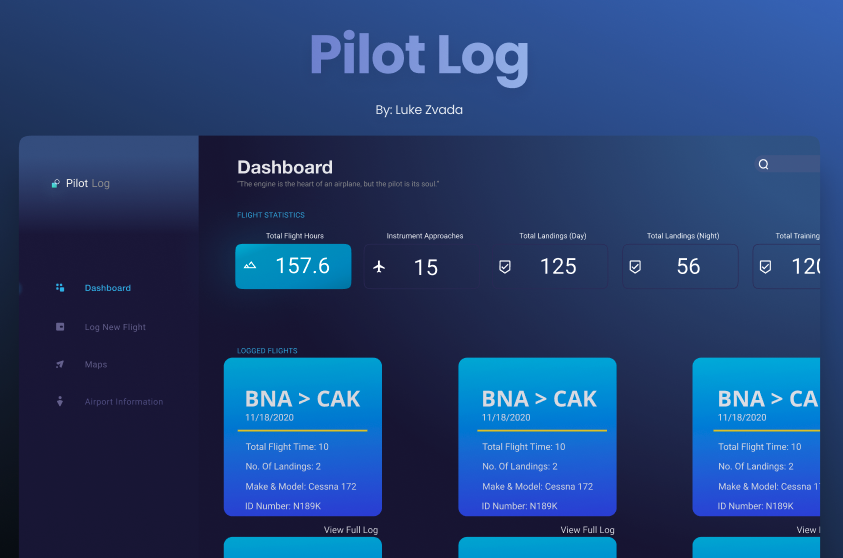 Pilot Log
By: Luke Zvada
Pilot Log
Dashboard
"The engine is the heart of an airplane, but the pilot is its soul."
FLIGHT STATISTICS
Total Flight Hours
157.6
Instrument Approaches
15
Total Landings (Day)
125
Total Landings (Night)
56
Total Training
Dashboard
Log New Flight
Maps
Airport Information
LOGGED FLIGHTS
BNA > CAK
11/18/2020
Total Flight Time: 10
No. Of Landings: 2
Make & Model: Cessna 172
ID Number: N189K
View Full Log
BNA > CAK
11/18/2020
Total Flight Time: 10
No. Of Landings: 2
Make & Model: Cessna 172
ID Number: N189K
View Full Log
BNA > CA
11/18/2020
Total Flight Time: 10
No. Of Landings: 2
Make & Model: Cessna
ID Number: N189K
View